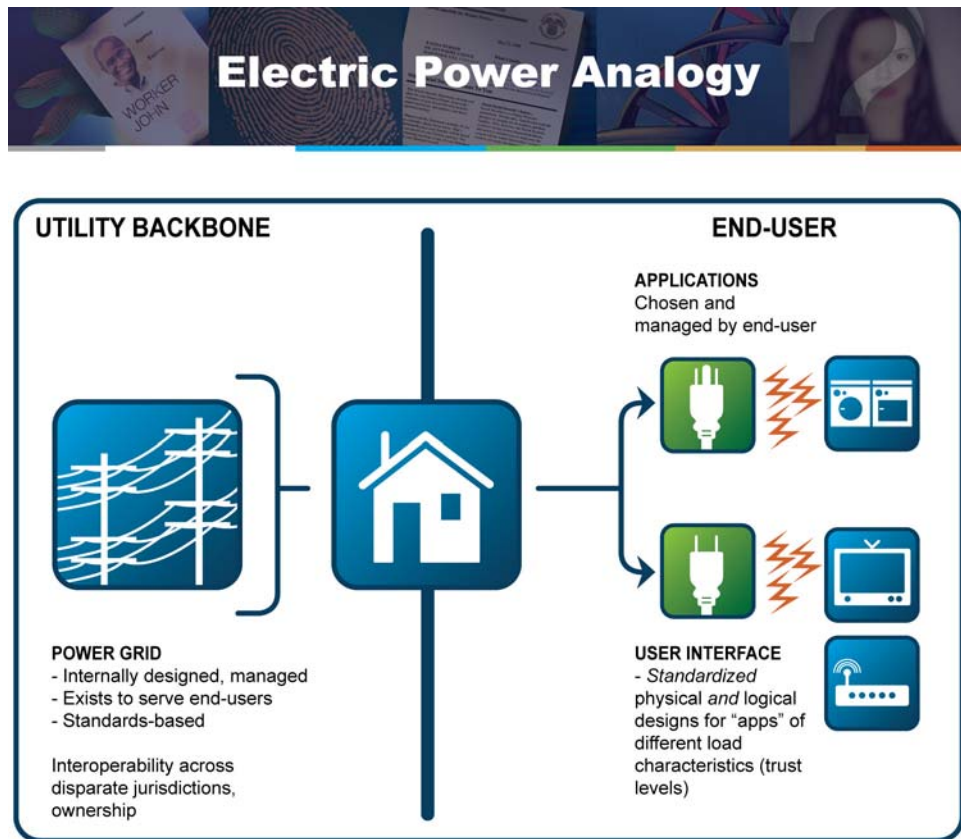 WORKER
JOHN
Electric Power Analogy
UTILITY BACKBONE
END-USER
APPLICATIONS
Chosen and
managed by end-user
POWER GRID
- Internally designed, managed
- Exists to serve end-users
- Standards-based
Interoperability across
disparate jurisdictions,
ownership
USER INTERFACE
- Standardized
physical and logical
designs for “apps” of
different load
characteristics (trust
levels)